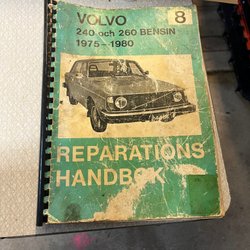 VOLVO 8
240 och 260 BENSIN
1975-1980
REPARATIONS
HANDBOK